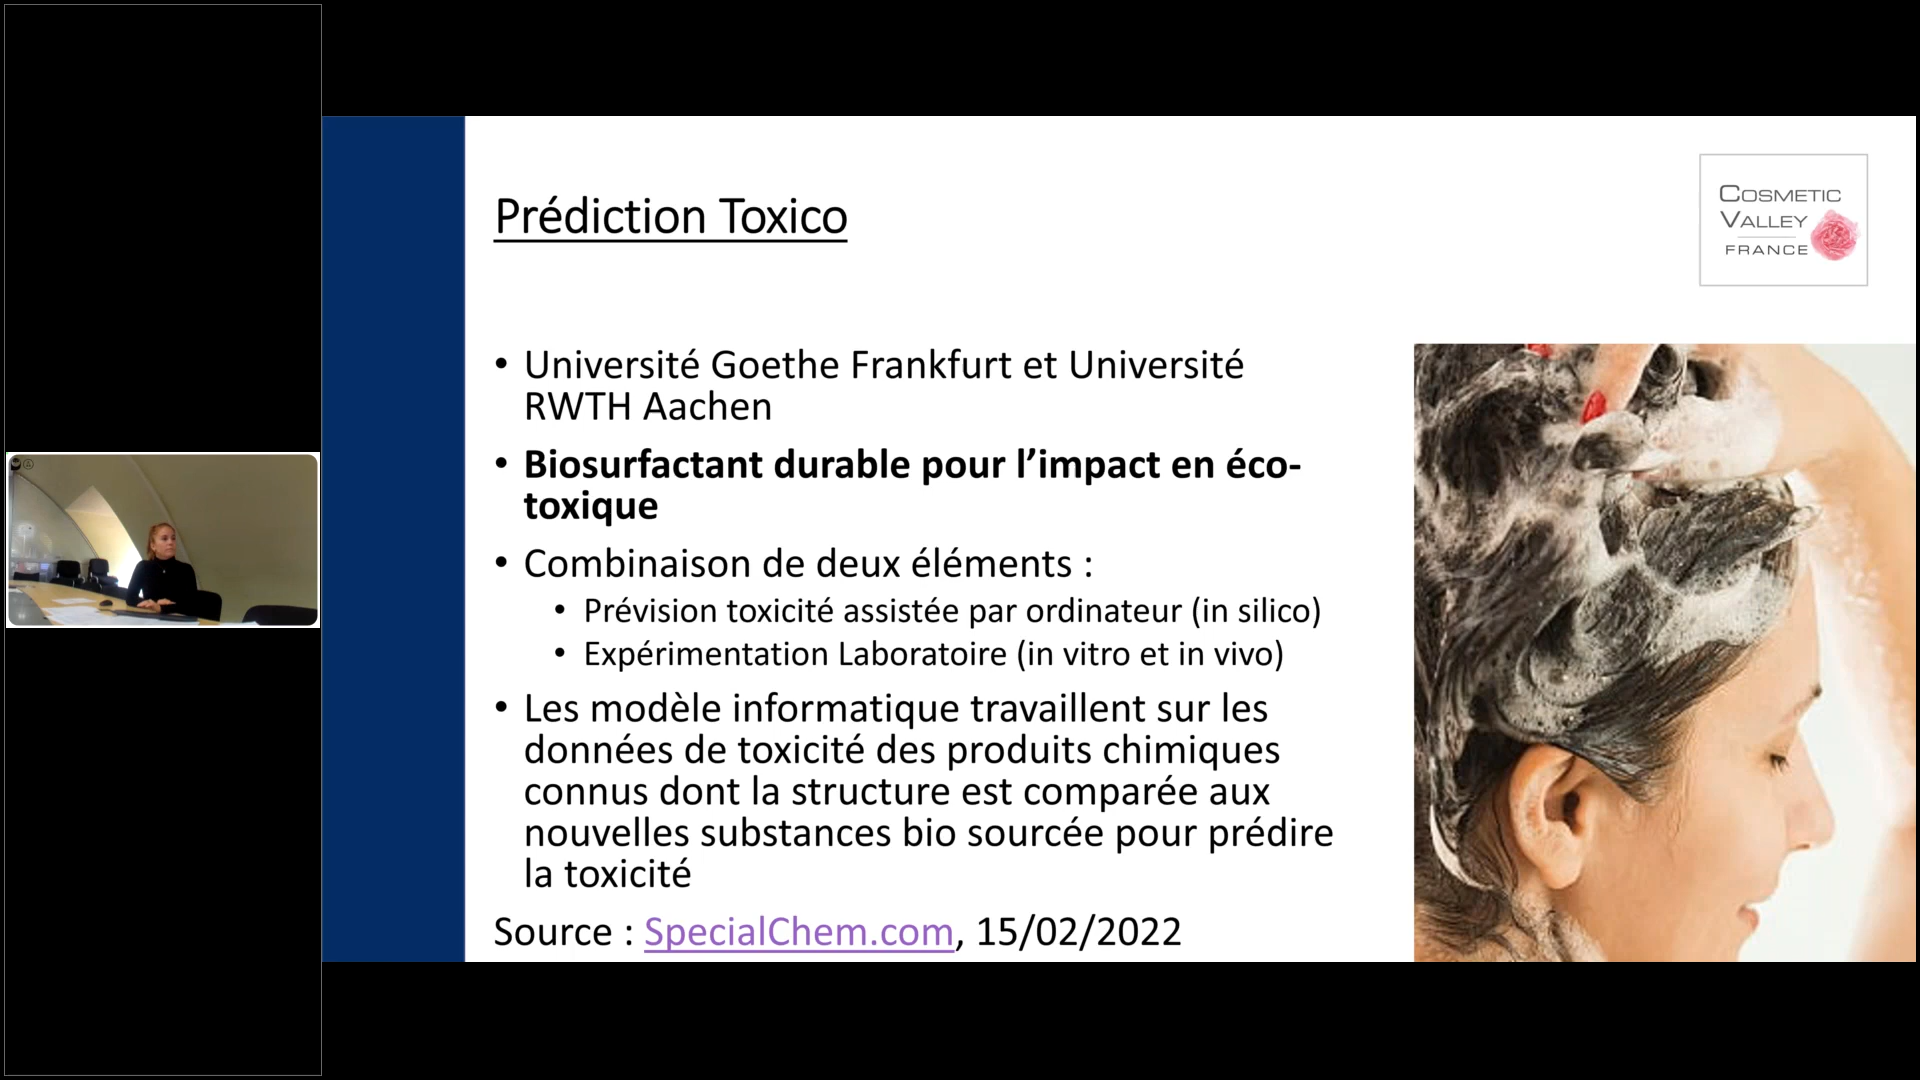 Prédiction Toxico
COSMETIC
VALLEY
FRANCE
• Université Goethe Frankfurt et Université
RWTH Aachen
• Biosurfactant durable pour l’impact en éco-
toxique
• Combinaison de deux éléments :
• Prévision toxicité assistée par ordinateur (in silico)
• Expérimentation Laboratoire (in vitro et in vivo)
• Les modèle informatique travaillent sur les
données de toxicité des produits chimiques
connus dont la structure est comparée aux
nouvelles substances bio sourcée pour prédire
la toxicité
Source : SpecialChem.com, 15/02/2022